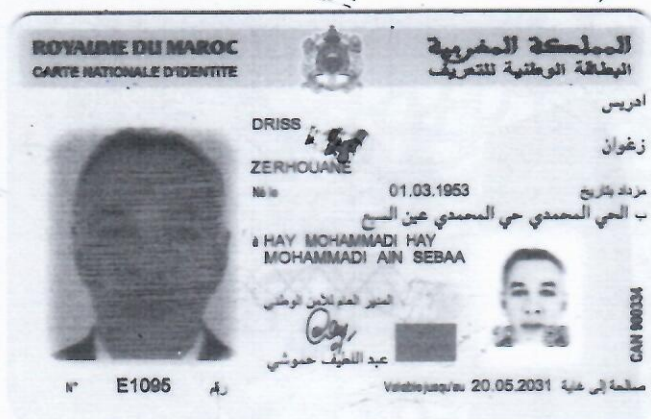 ROYAUME DU MAROC
المملكة المغربية
CARTE NATIONALE D'IDENTITE
البطاقة الوطنية للتعريف
ادريس
DRISS
زغوان
ZERHOUANE
Né le 01.03.1953 مزداد بتاريخ
ب الحي المحمدي حي المحمدي عين السبع
à HAY MOHAMMADI HAY
MOHAMMADI AIN SEBAA
المدير العام للأمن الوطني
عبد اللطيف حموشي
CAN 900334
N° E1095 رقم
Valable jusqu'au 20.05.2031 صالحة إلى غاية